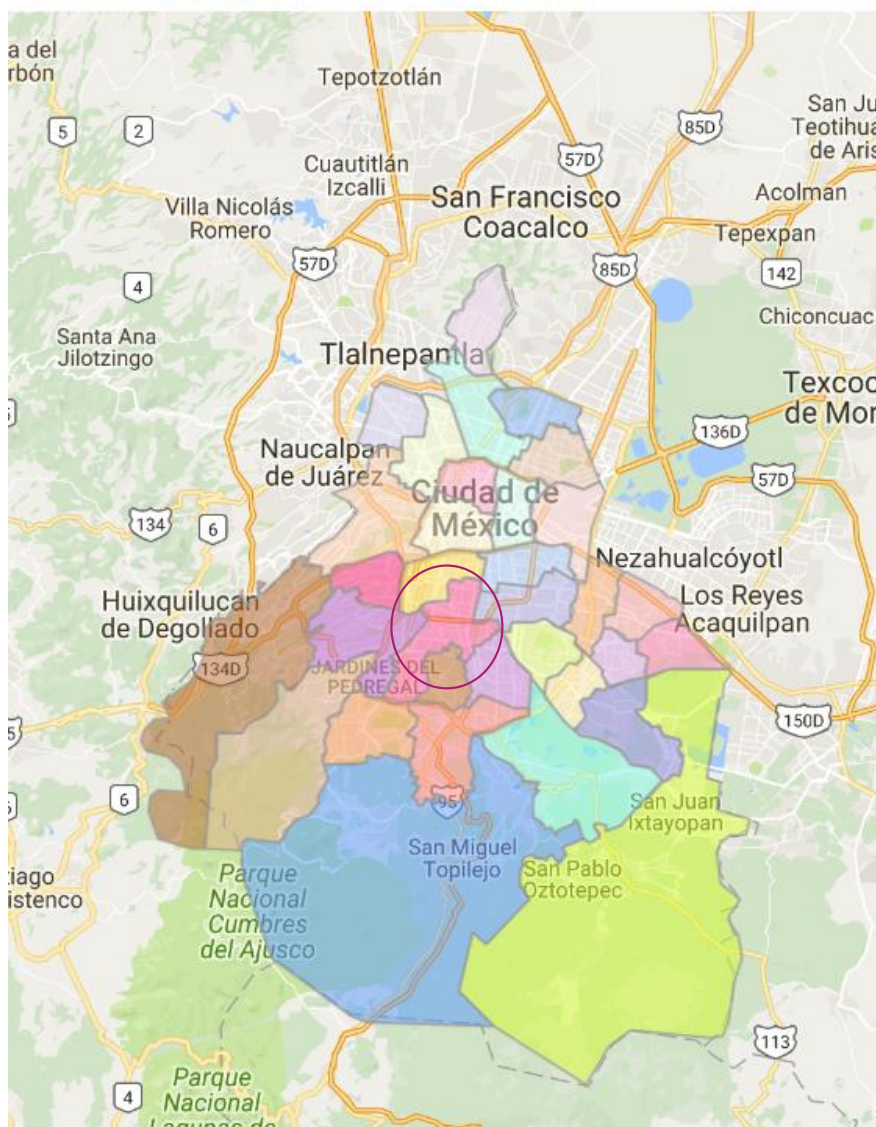 a del
rbón
Tepotzotlán
5
2
57D
85D
San Ju
Teotihua
de Aris
Cuautitlán
Izcalli
San Francisco
Coacalco
Acolman
Villa Nicolás
Romero
Tepexpan
57D
85D
142
4
Chiconcuac
Santa Ana
Jilotzingo
Tlalnepantla
Texcoc
de Mor
136D
Naucalpan
de Juárez
57D
Ciudad de
México
134
6
Nezahualcóyotl
Huixquilucan
de Degollado
Los Reyes
Acaquilpan
134D
JARDINES DEL
PEDREGAL
150D
6
95
San Juan
Ixtayopan
San Miguel
Topilejo
San Pablo
Oztotepec
tiago
istenco
Parque
Nacional
Cumbres
del Ajusco
113
Parque
Nacional
Lagunas de
4